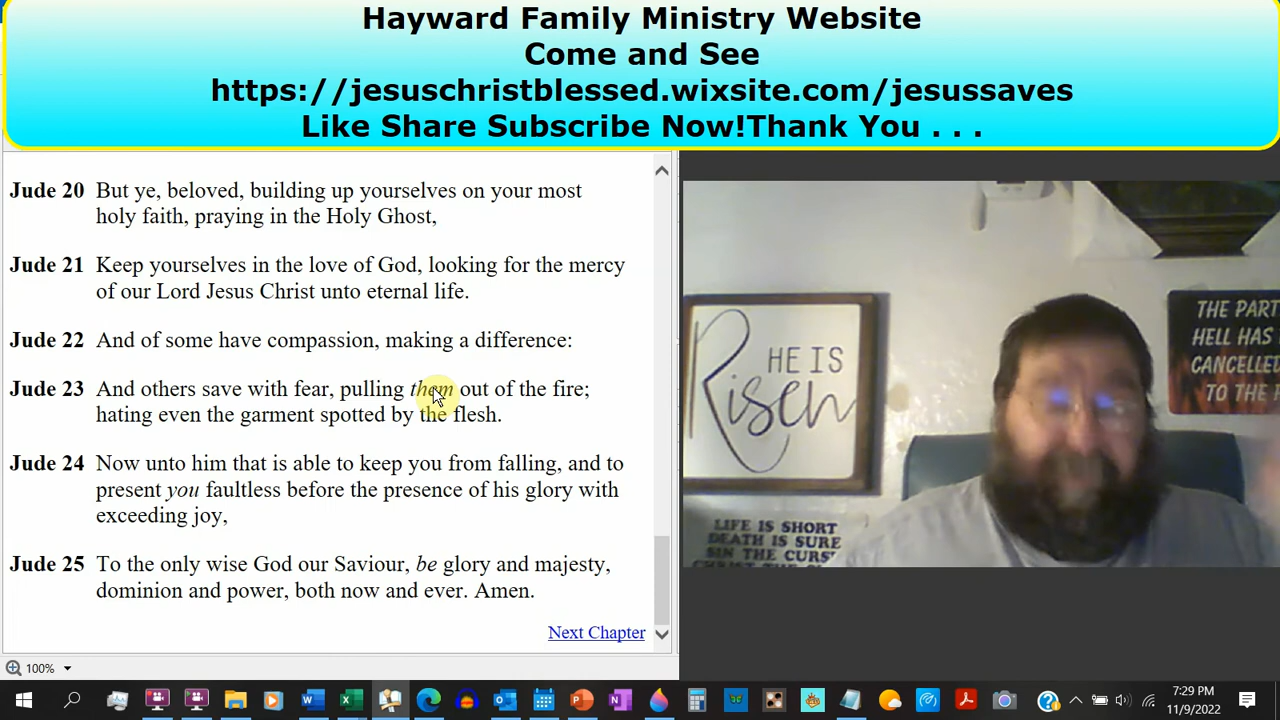 Hayward Family Ministry Website
Come and See
https://jesuschristblessed.wixsite.com/jesussaves
Like Share Subscribe Now!Thank You . . .
Jude 20 But ye, beloved, building up yourselves on your most
holy faith, praying in the Holy Ghost,
Jude 21 Keep yourselves in the love of God, looking for the mercy
of our Lord Jesus Christ unto eternal life.
Jude 22 And of some have compassion, making a difference:
Jude 23 And others save with fear, pulling them out of the fire;
hating even the garment spotted by the flesh.
Jude 24 Now unto him that is able to keep you from falling, and to
present you faultless before the presence of his glory with
exceeding joy,
Jude 25 To the only wise God our Saviour, be glory and majesty,
dominion and power, both now and ever. Amen.
Next Chapter
100%
HE IS
Risen
THE PART
HELL HAS
CANCELLED
TO THE
LIFE IS SHORT
DEATH IS SURE
SIN THE CURS
CHRIST THE
7:29 PM
11/9/2022